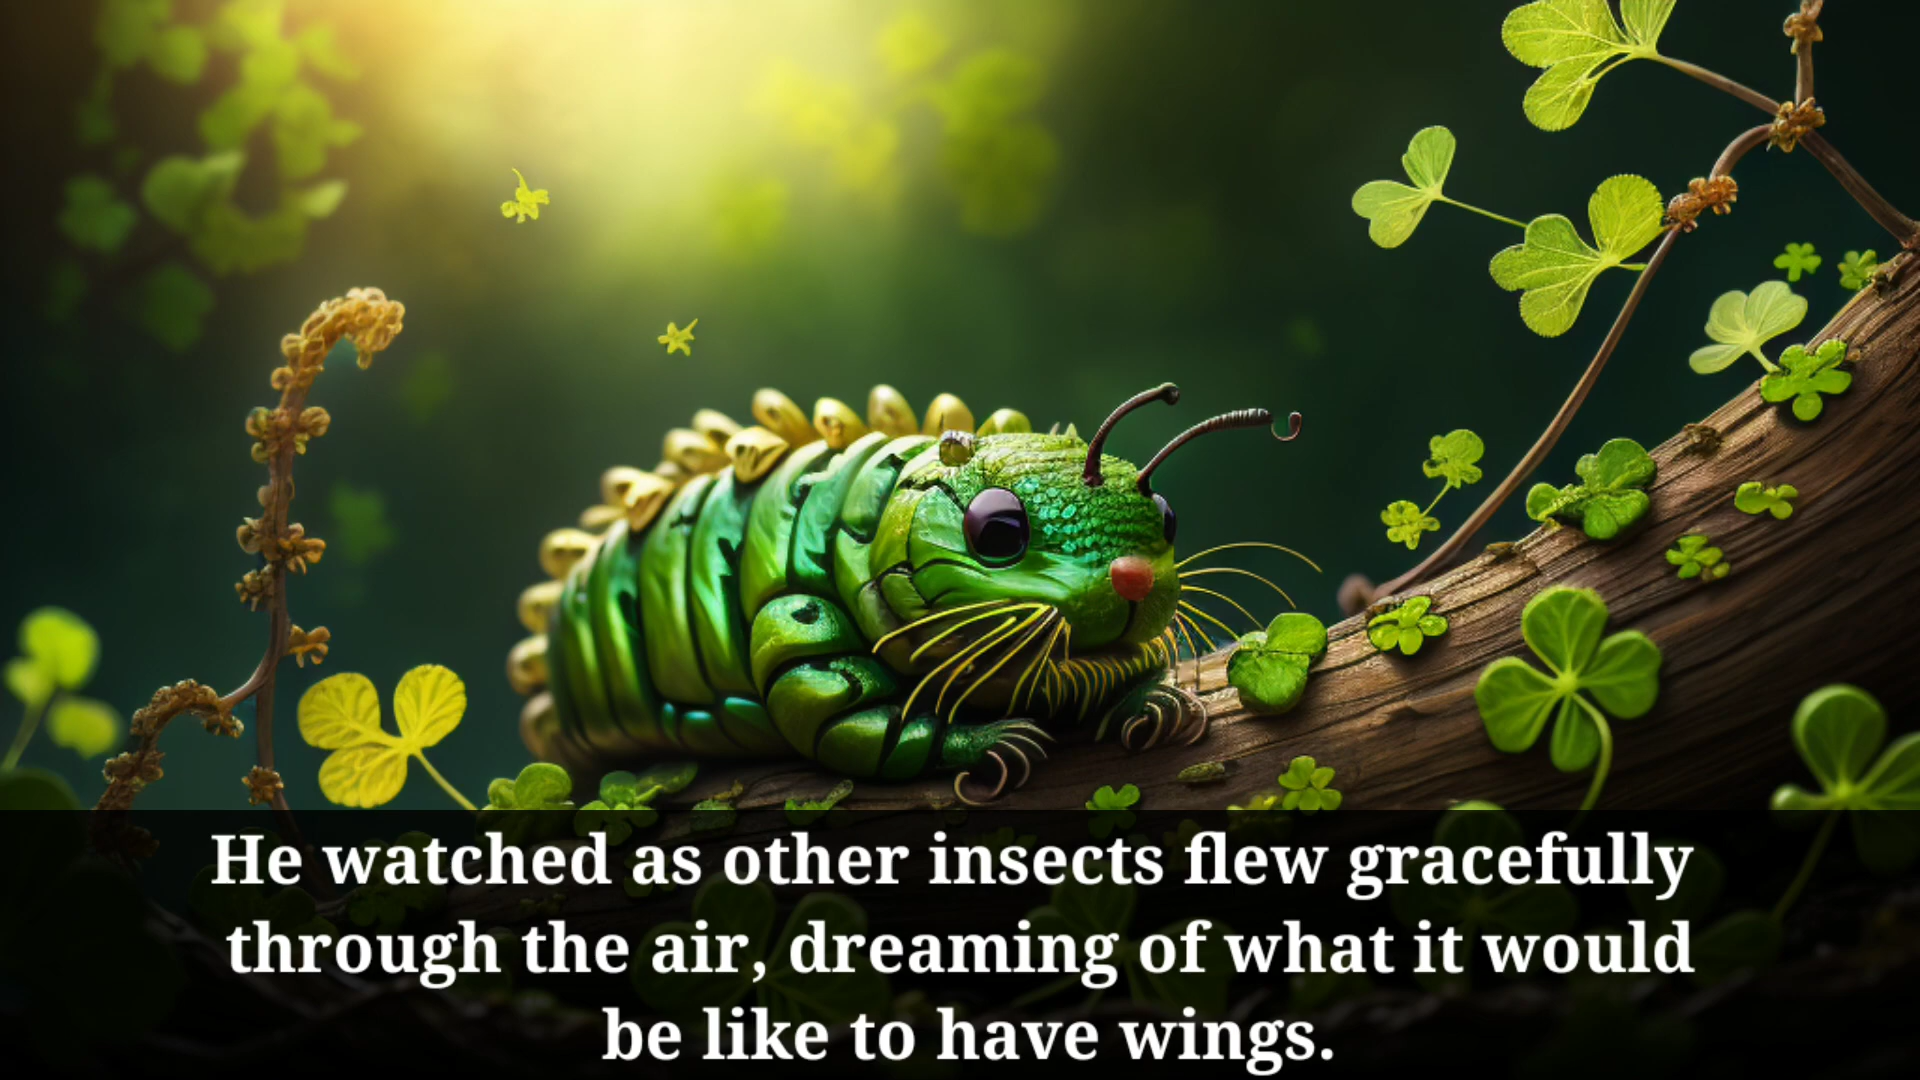 He watched as other insects flew gracefully
through the air, dreaming of what it would
be like to have wings.